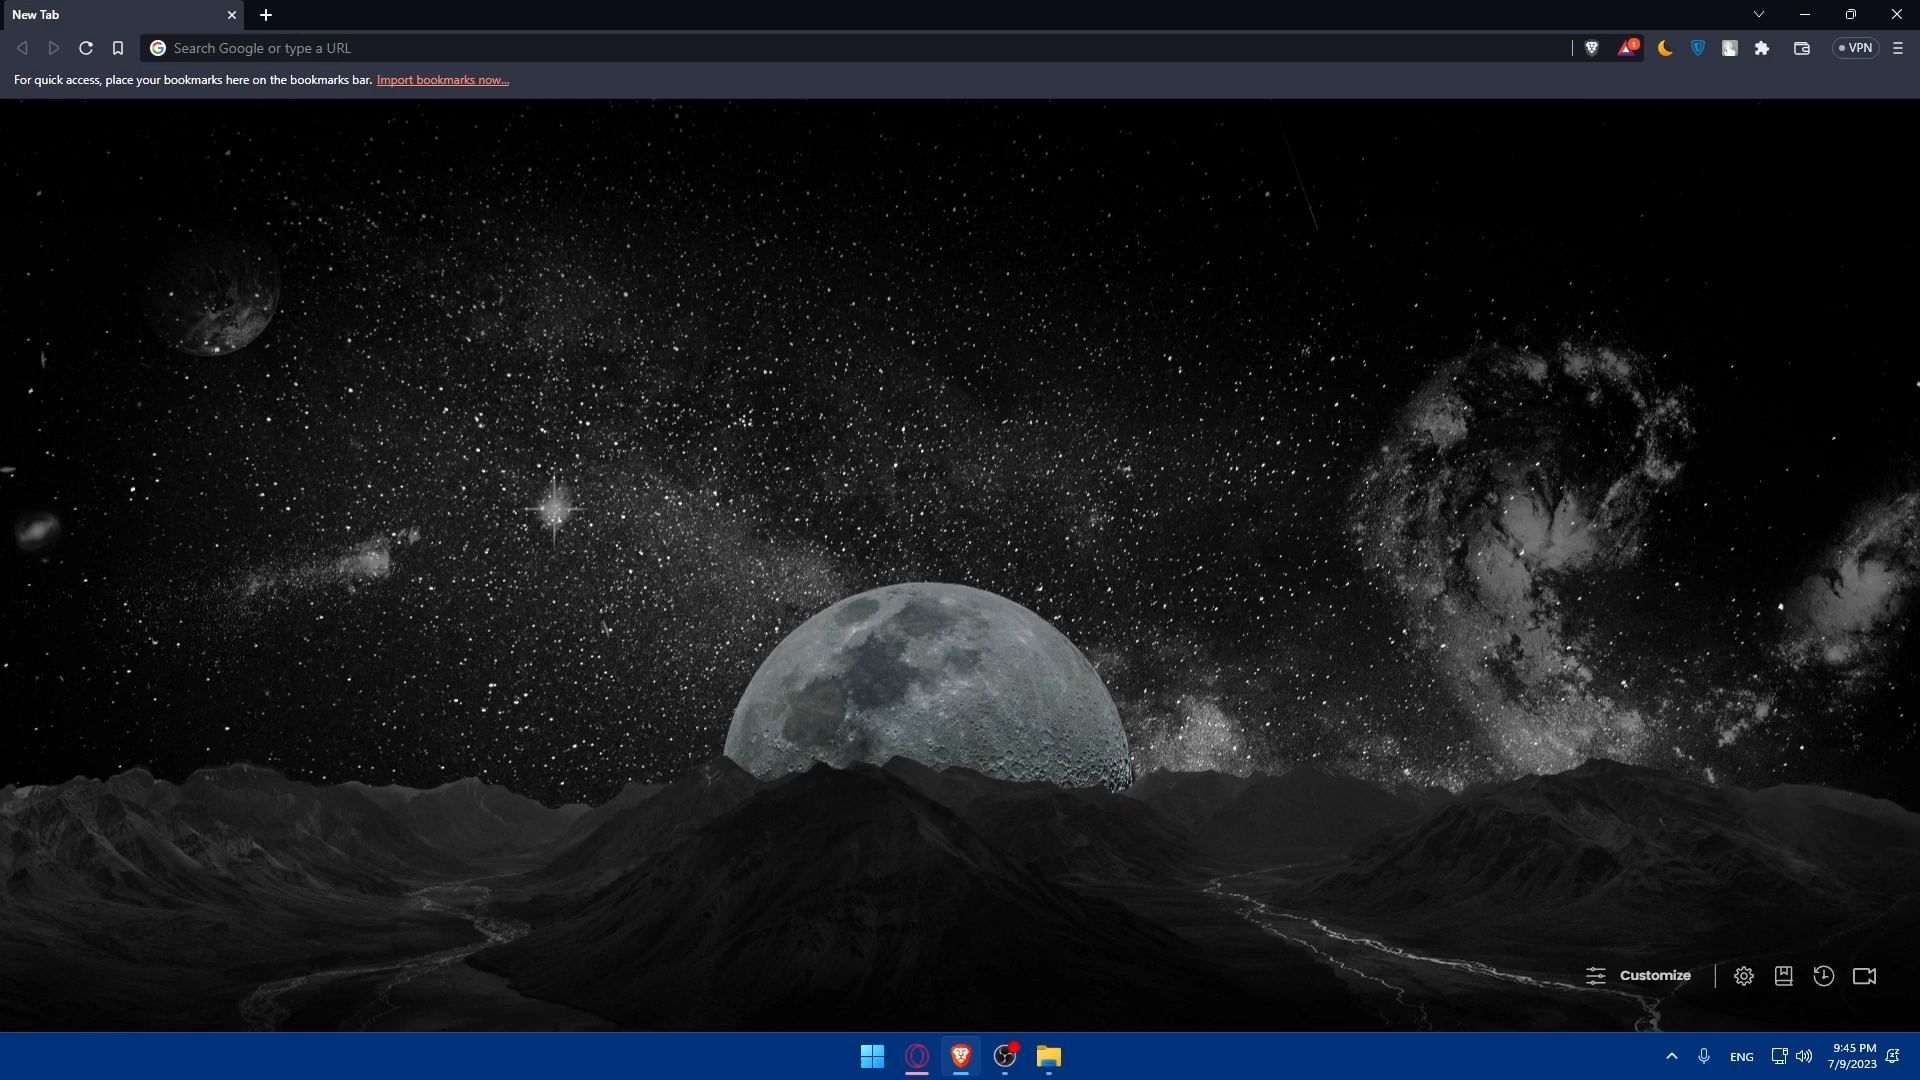 New Tab
Search Google or type a URL
1
VPN
For quick access, place your bookmarks here on the bookmarks bar. Import bookmarks now...
Customize
ENG
9:45 PM
7/9/2023